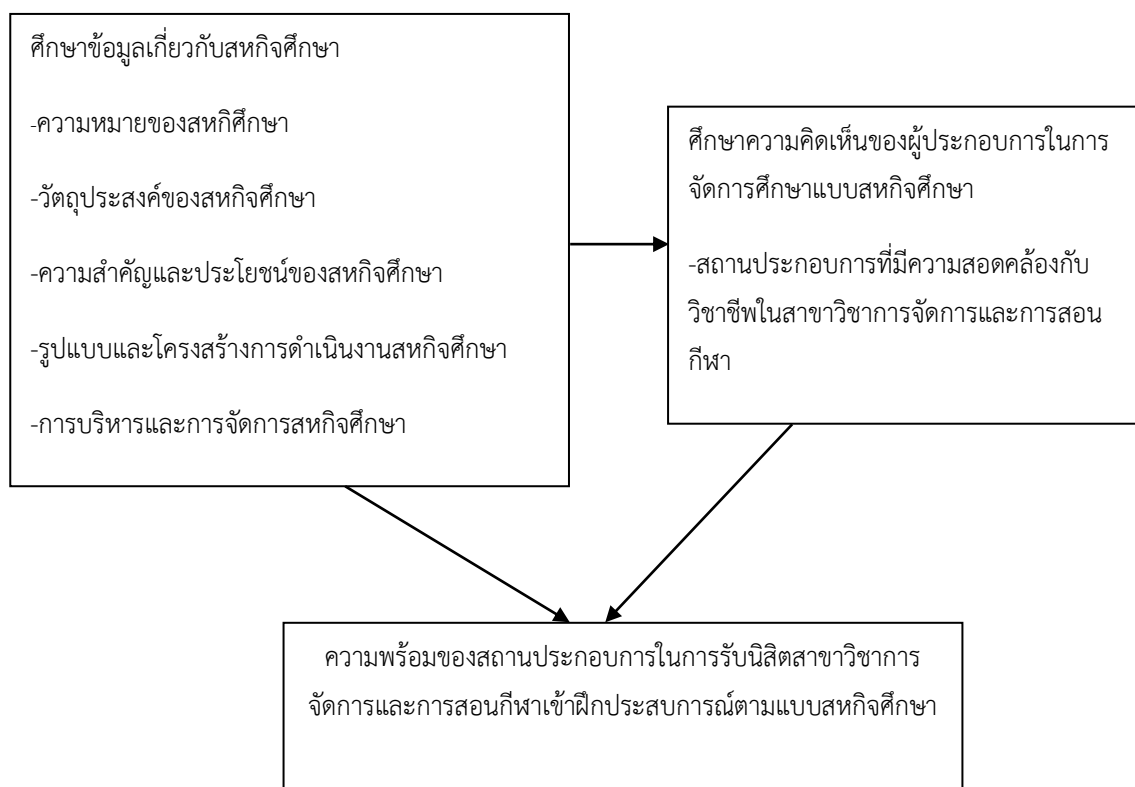 ศึกษาข้อมูลเกี่ยวกับสหกิจศึกษา
-ความหมายของสหกิศึกษา
-วัตถุประสงค์ของสหกิจศึกษา
-ความสำคัญและประโยชน์ของสหกิจศึกษา
-รูปแบบและโครงสร้างการดำเนินงานสหกิจศึกษา
-การบริหารและการจัดการสหกิจศึกษา
ศึกษาความคิดเห็นของผู้ประกอบการในการ
จัดการศึกษาแบบสหกิจศึกษา
-สถานประกอบการที่มีความสอดคล้องกับ
วิชาชีพในสาขาวิชาการจัดการและการสอน
กีฬา
ความพร้อมของสถานประกอบการในการรับนิสิตสาขาวิชาการ
จัดการและการสอนกีฬาเข้าฝึกประสบการณ์ตามแบบสหกิจศึกษา